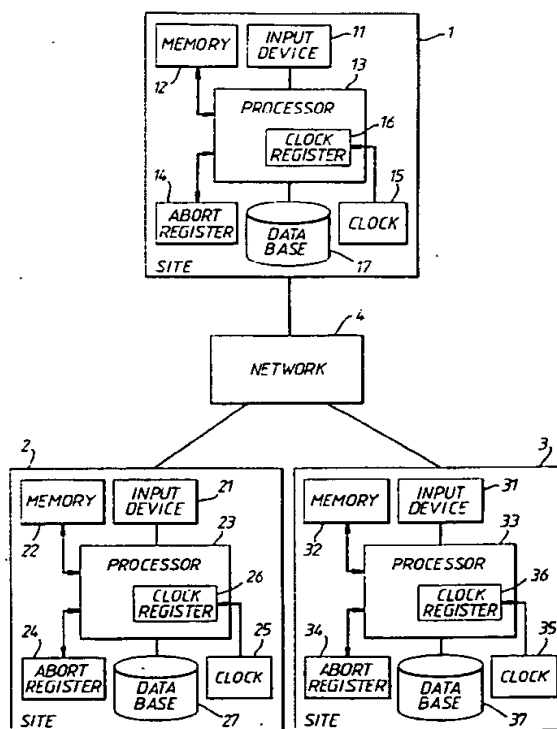 11
1
MEMORY
INPUT
DEVICE
12
13
PROCESSOR
16
CLOCK
REGISTER
14
15
ABORT
REGISTER
DATA
BASE
CLOCK
17
SITE
4
NETWORK
2
21
MEMORY
INPUT
DEVICE
22
23
PROCESSOR
26
CLOCK
REGISTER
24
25
ABORT
REGISTER
DATA
BASE
CLOCK
27
SITE
3
31
MEMORY
INPUT
DEVICE
32
33
PROCESSOR
36
CLOCK
REGISTER
34
35
ABORT
REGISTER
DATA
BASE
CLOCK
37
SITE